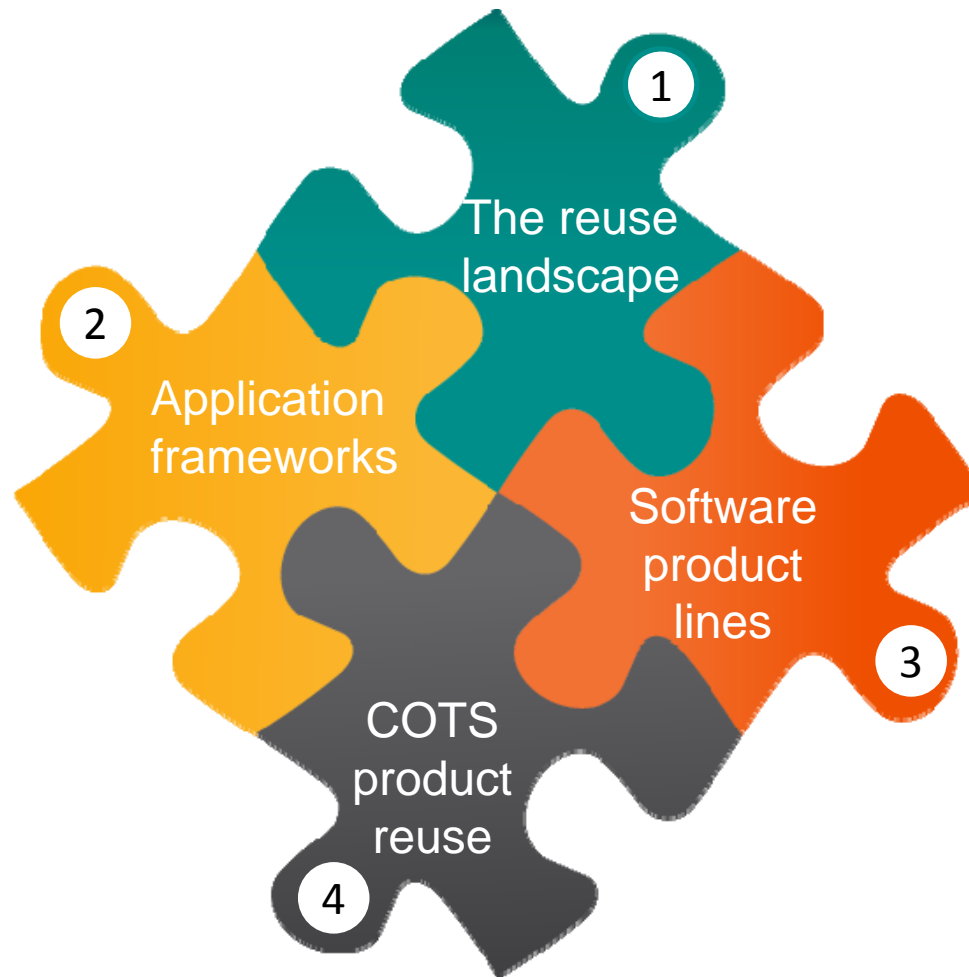 1
The reuse
landscape
2
Application
frameworks
Software
product
lines
3
COTS
product
reuse
4